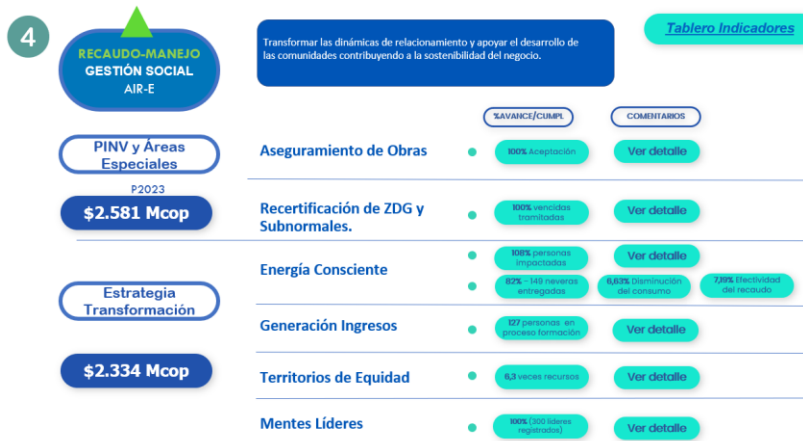 4
RECAUDO-MANEJO
GESTIÓN SOCIAL
AIR-E
Transformar las dinámicas de relacionamiento y apoyar el desarrollo de
las comunidades contribuyendo a la sostenibilidad del negocio.
Tablero Indicadores
%AVANCE/CUMPL
COMENTARIOS
PINV y Áreas
Especiales
Aseguramiento de Obras
100% Aceptación
Ver detalle
P2023
$2.581 Mcop
Recertificación de ZDG y
Subnormales.
100% vencidas
tramitadas
Ver detalle
Energía Consciente
108% personas
impactadas
Ver detalle
82% - 149 neveras
entregadas
6,63% Disminución
del consumo
7,19% Efectividad
del recaudo
Estrategia
Transformación
Generación Ingresos
127 personas en
proceso formación
Ver detalle
$2.334 Mcop
Territorios de Equidad
6,3 veces recursos
Ver detalle
Mentes Líderes
100% (300 líderes
registrados)
Ver detalle